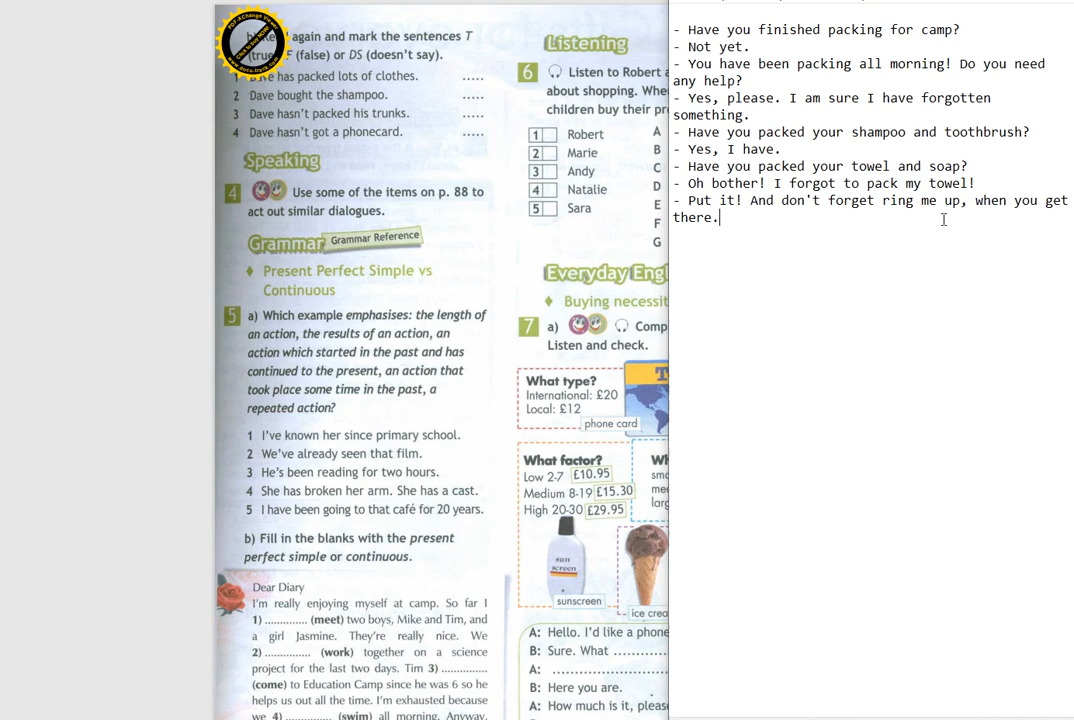 b) Read again and mark the sentences T
(true), F (false) or DS (doesn't say).
1 Dave has packed lots of clothes. .....
2 Dave bought the shampoo. .....
3 Dave hasn't packed his trunks. .....
4 Dave hasn't got a phonecard. .....
Speaking
4 Use some of the items on p. 88 to
act out similar dialogues.
Grammar Grammar Reference
Present Perfect Simple vs
Continuous
5 a) Which example emphasises: the length of
an action, the results of an action, an
action which started in the past and has
continued to the present, an action that
took place some time in the past, a
repeated action?
1 I've known her since primary school.
2 We've already seen that film.
3 He's been reading for two hours.
4 She has broken her arm. She has a cast.
5 I have been going to that café for 20 years.
b) Fill in the blanks with the present
perfect simple or continuous.
Dear Diary
I'm really enjoying myself at camp. So far I
1) .............. (meet) two boys, Mike and Tim, and
a girl Jasmine. They're really nice. We
2) .............. (work) together on a science
project for the last two days. Tim 3) ..............
(come) to Education Camp since he was 6 so he
helps us out all the time. I'm exhausted because
we 4) .............. (swim) all morning. Anyway,
Listening
6 Listen to Robert a
about shopping. Whe
children buy their pr
1 Robert A
2 Marie B
3 Andy C
4 Natalie D
5 Sara E
F
G
Everyday Engl
Buying necessit
7 a) Comp
Listen and check.
What type?
International: £20
Local: £12
phone card
What factor?
Low 2-7 £10.95
Medium 8-19 £15.30
High 20-30 £29.95
sun
screen
sunscreen
Wh
sma
med
larg
ice crea
A: Hello. I'd like a phone
B: Sure. What ..............
A: ..............
B: Here you are.
A: How much is it, pleas
- Have you finished packing for camp?
- Not yet.
- You have been packing all morning! Do you need
any help?
- Yes, please. I am sure I have forgotten
something.
- Have you packed your shampoo and toothbrush?
- Yes, I have.
- Have you packed your towel and soap?
- Oh bother! I forgot to pack my towel!
- Put it! And don't forget ring me up, when you get
there.